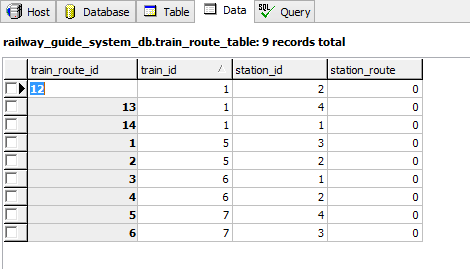 Host Database Table Data Query
railway_guide_system_db.train_route_table: 9 records total
train_route_id train_id / station_id station_route
12 1 2 0
13 1 4 0
14 1 1 0
1 5 3 0
2 5 2 0
3 6 1 0
4 6 2 0
5 7 4 0
6 7 3 0